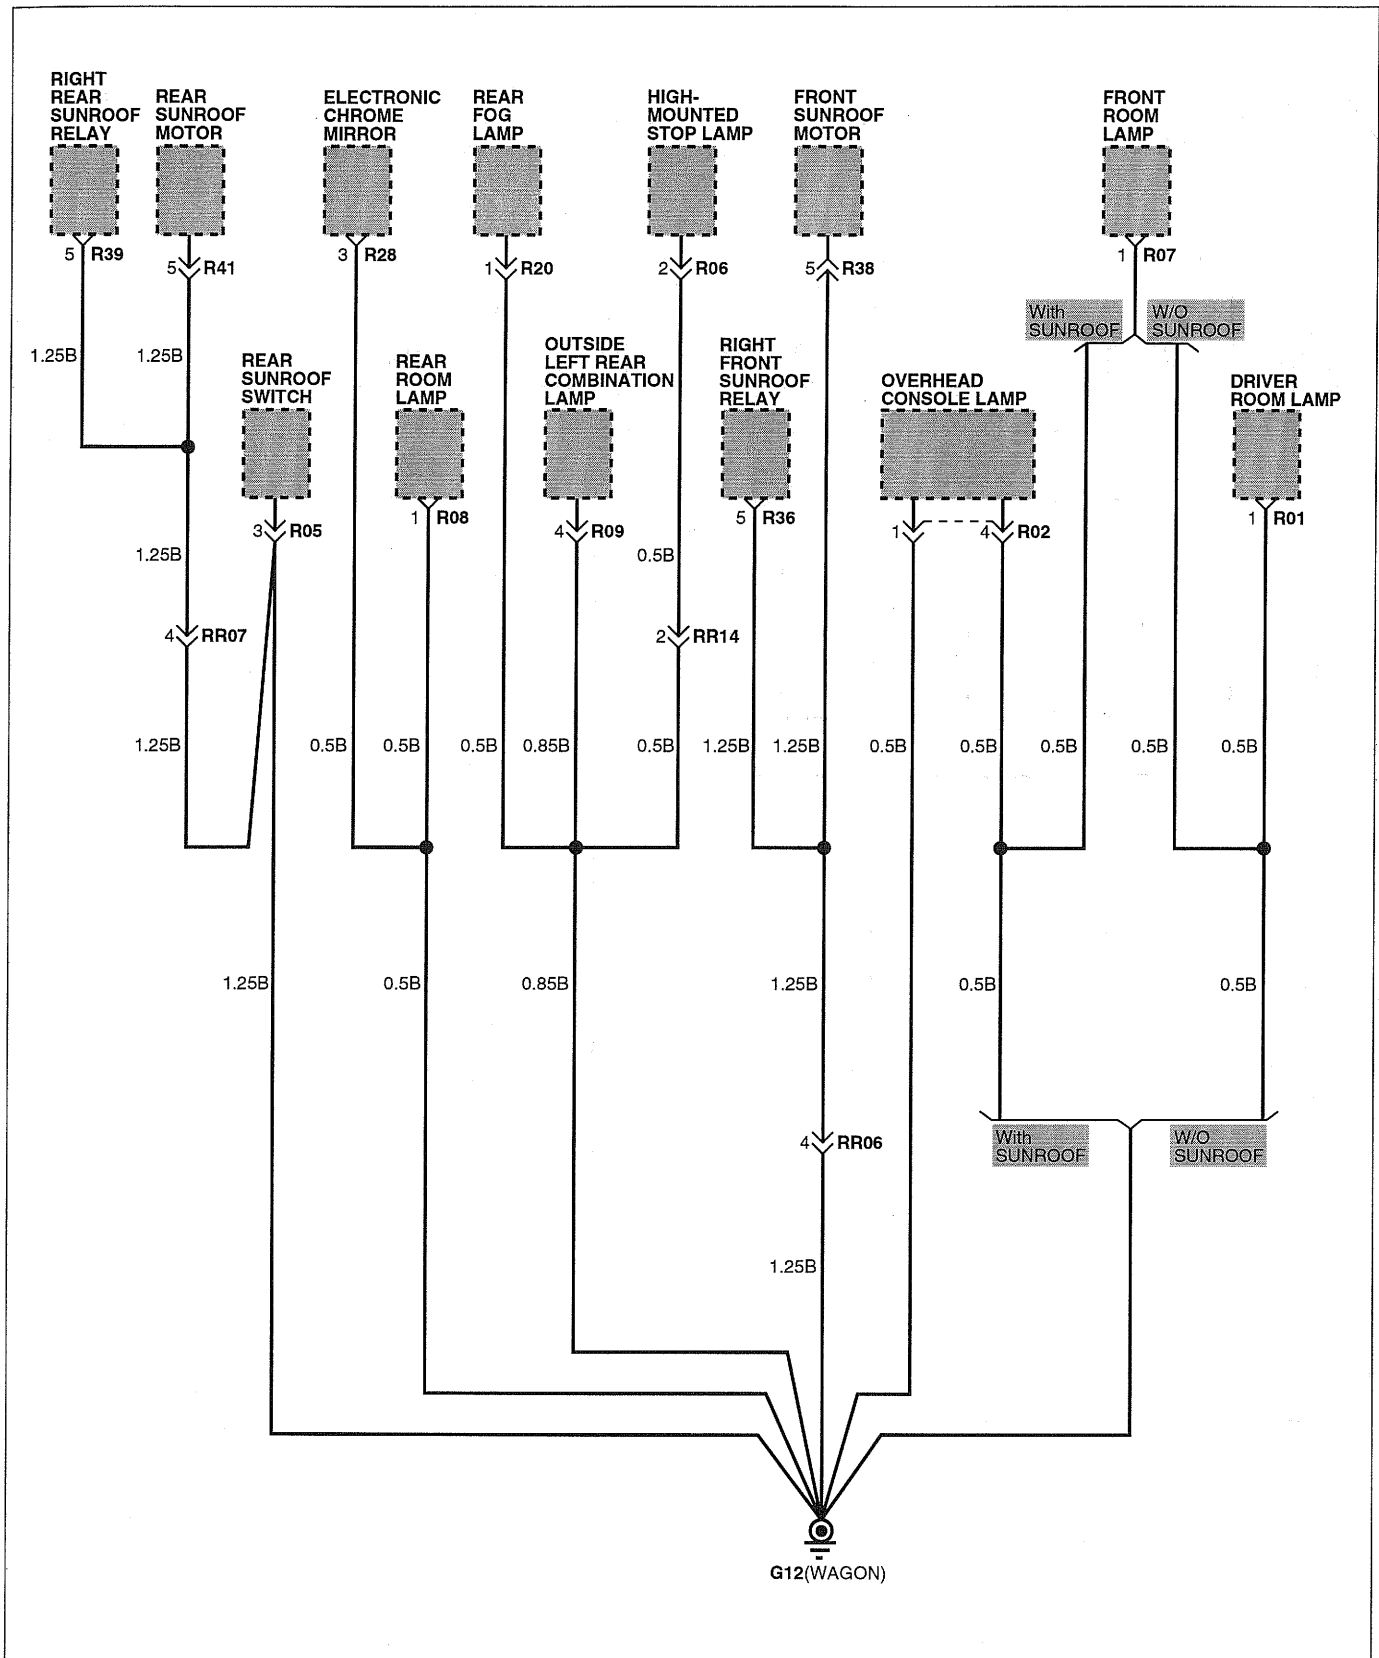 RIGHT
REAR
SUNROOF
RELAY
REAR
SUNROOF
MOTOR
ELECTRONIC
CHROME
MIRROR
REAR
FOG
LAMP
HIGH-
MOUNTED
STOP LAMP
FRONT
SUNROOF
MOTOR
FRONT
ROOM
LAMP
5 R39
5 R41
3 R28
1 R20
2 R06
5 R38
1 R07
With
SUNROOF
W/O
SUNROOF
1.25B
1.25B
REAR
SUNROOF
SWITCH
REAR
ROOM
LAMP
OUTSIDE
LEFT REAR
COMBINATION
LAMP
RIGHT
FRONT
SUNROOF
RELAY
OVERHEAD
CONSOLE LAMP
DRIVER
ROOM LAMP
3 R05
1 R08
4 R09
5 R36
1
4 R02
1 R01
1.25B
0.5B
4 RR07
2 RR14
1.25B
0.5B
0.5B
0.5B
0.85B
0.5B
1.25B
1.25B
0.5B
0.5B
0.5B
0.5B
0.5B
1.25B
0.5B
0.85B
1.25B
0.5B
0.5B
4 RR06
With
SUNROOF
W/O
SUNROOF
1.25B
G12(WAGON)